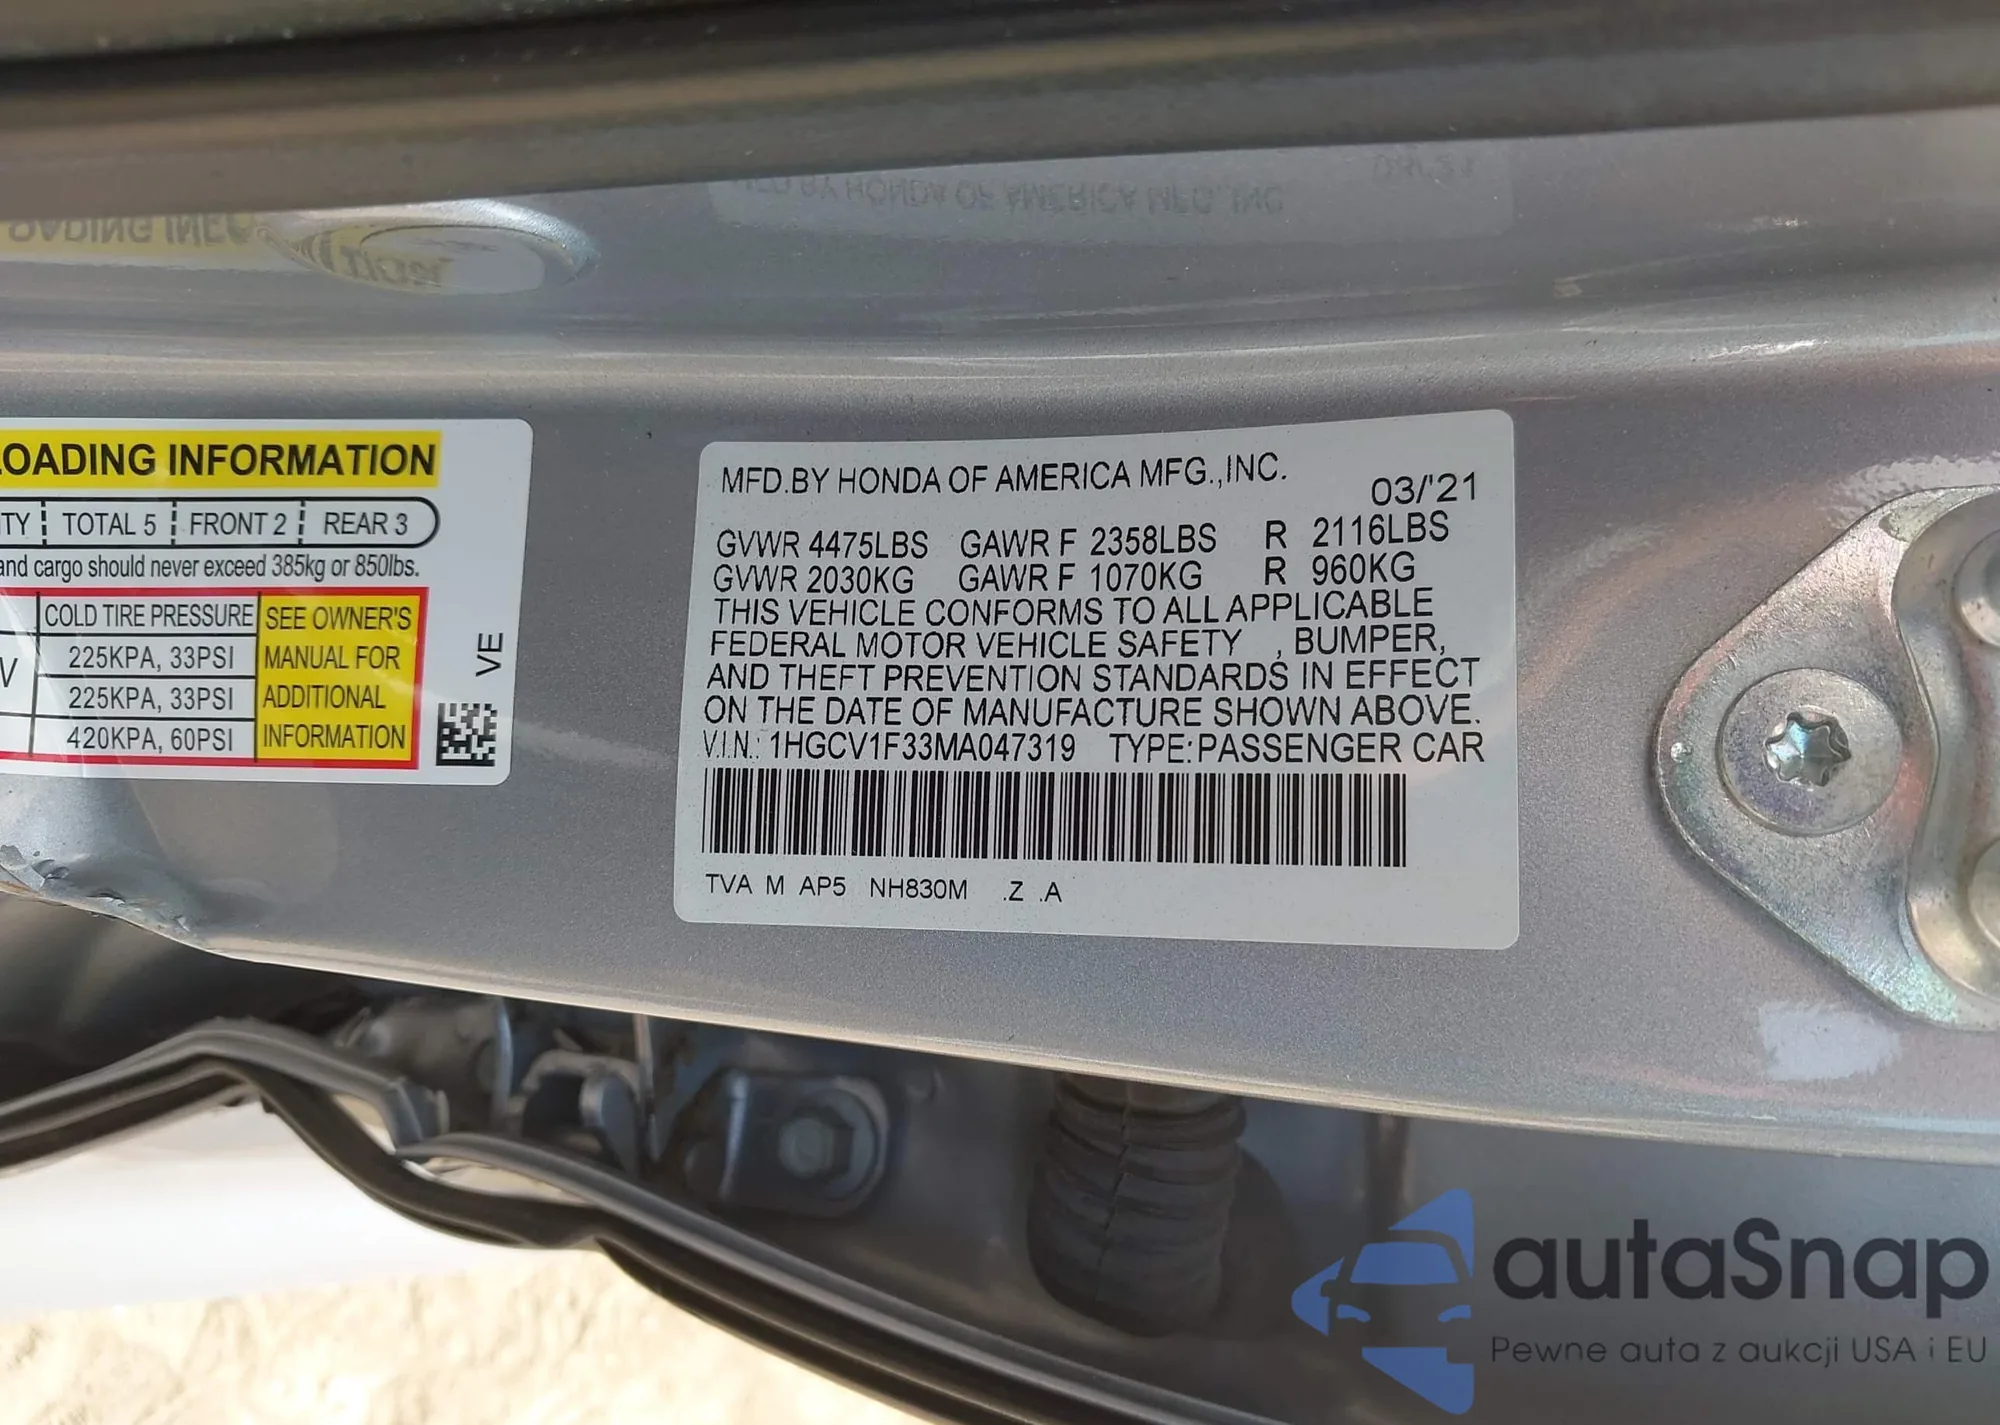 LOADING INFORMATION
TY TOTAL 5 FRONT 2 REAR 3
and cargo should never exceed 385kg or 850lbs.
COLD TIRE PRESSURE
225KPA, 33PSI
225KPA, 33PSI
420KPA, 60PSI
SEE OWNER'S
MANUAL FOR
ADDITIONAL
INFORMATION
V
VE
MFD.BY HONDA OF AMERICA MFG.,INC.
03/'21
GVWR 4475LBS GAWR F 2358LBS R 2116LBS
GVWR 2030KG GAWR F 1070KG R 960KG
THIS VEHICLE CONFORMS TO ALL APPLICABLE
FEDERAL MOTOR VEHICLE SAFETY , BUMPER,
AND THEFT PREVENTION STANDARDS IN EFFECT
ON THE DATE OF MANUFACTURE SHOWN ABOVE.
V.I.N.: 1HGCV1F33MA047319 TYPE:PASSENGER CAR
TVA M AP5 NH830M .Z .A
autaSnap
Pewne auta z aukcji USA i EU